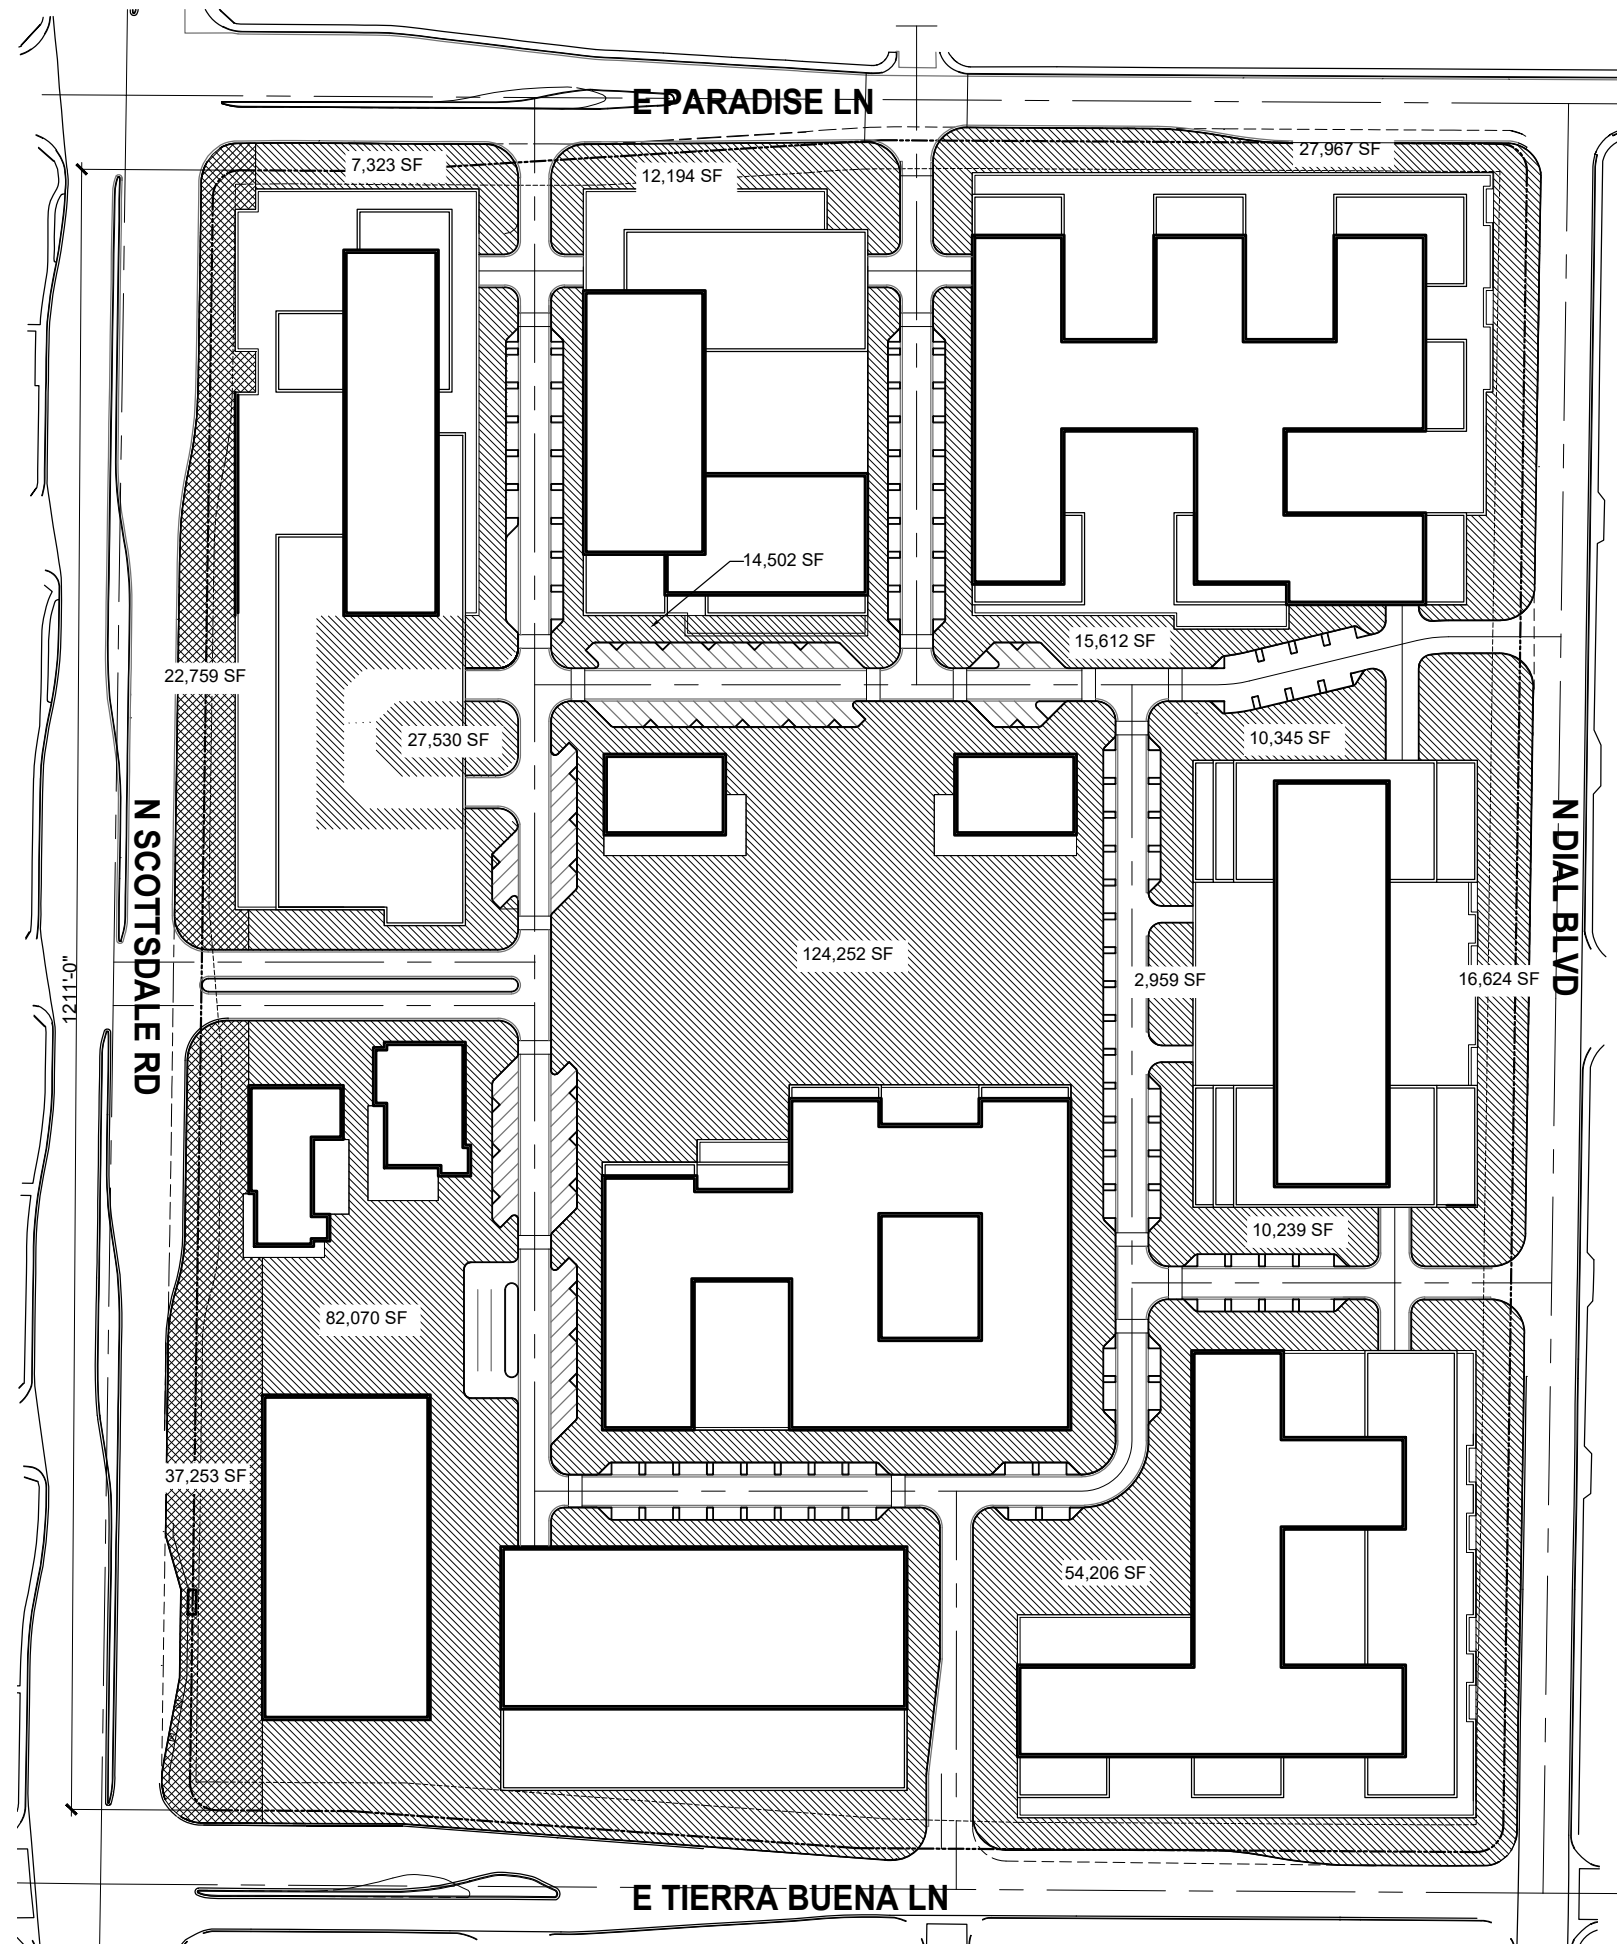 E PARADISE LN
27,967 SF
7,323 SF
12,194 SF
14,502 SF
15,612 SF
22,759 SF
27,530 SF
10,345 SF
N SCOTTSDALE RD
N DIAL BLVD
124,252 SF
2,959 SF
16,624 SF
1211'-0"
10,239 SF
82,070 SF
37,253 SF
54,206 SF
E TIERRA BUENA LN